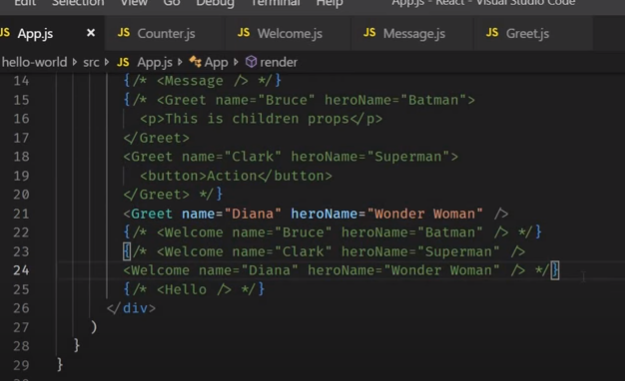 Edit Selection View Go Debug Terminal Help App.js - React - Visual Studio Code
JS App.js × JS Counter.js JS Welcome.js JS Message.js JS Greet.js
hello-world src JS App.js App render
14 {/* <Message /> */}
15 {/* <Greet name="Bruce" heroName="Batman">
16 <p>This is children props</p>
17 </Greet>
18 <Greet name="Clark" heroName="Superman">
19 <button>Action</button>
20 </Greet> */}
21 <Greet name="Diana" heroName="Wonder Woman" />
22 {/* <Welcome name="Bruce" heroName="Batman" /> */}
23 {/* <Welcome name="Clark" heroName="Superman" />
24 <Welcome name="Diana" heroName="Wonder Woman" /> */}
25 {/* <Hello /> */}
26 </div>
27 )
28 }
29 }